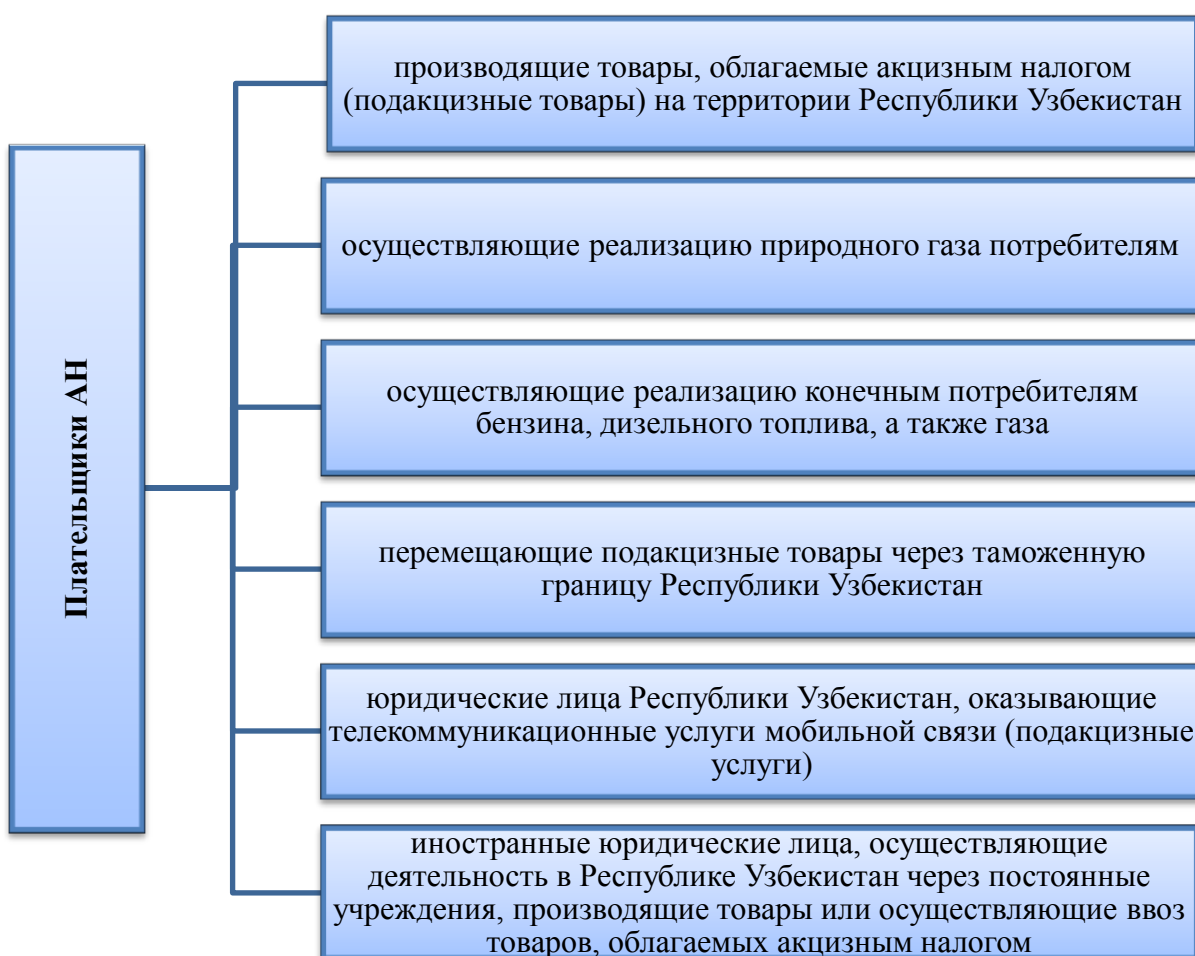 Плательщики АН
производящие товары, облагаемые акцизным налогом
(подакцизные товары) на территории Республики Узбекистан
осуществляющие реализацию природного газа потребителям
осуществляющие реализацию конечным потребителям
бензина, дизельного топлива, а также газа
перемещающие подакцизные товары через таможенную
границу Республики Узбекистан
юридические лица Республики Узбекистан, оказывающие
телекоммуникационные услуги мобильной связи (подакцизные
услуги)
иностранные юридические лица, осуществляющие
деятельность в Республике Узбекистан через постоянные
учреждения, производящие товары или осуществляющие ввоз
товаров, облагаемых акцизным налогом